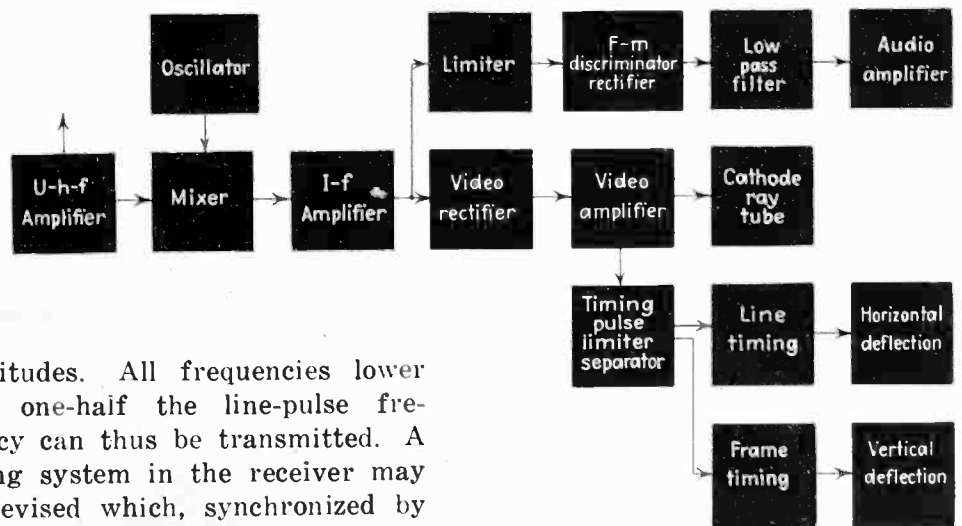 Oscillator
Limiter
F-m
discriminator
rectifier
Low
pass
filter
Audio
amplifier
U-h-f
Amplifier
Mixer
I-f
Amplifier
Video
rectifier
Video
amplifier
Cathode
ray
tube
Timing
pulse
limiter
separator
Line
timing
Horizontal
deflection
Frame
timing
Vertical
deflection
itudes. All frequencies lower
one-half the line-pulse fre-
cy can thus be transmitted. A
ng system in the receiver may
evised which, synchronized by